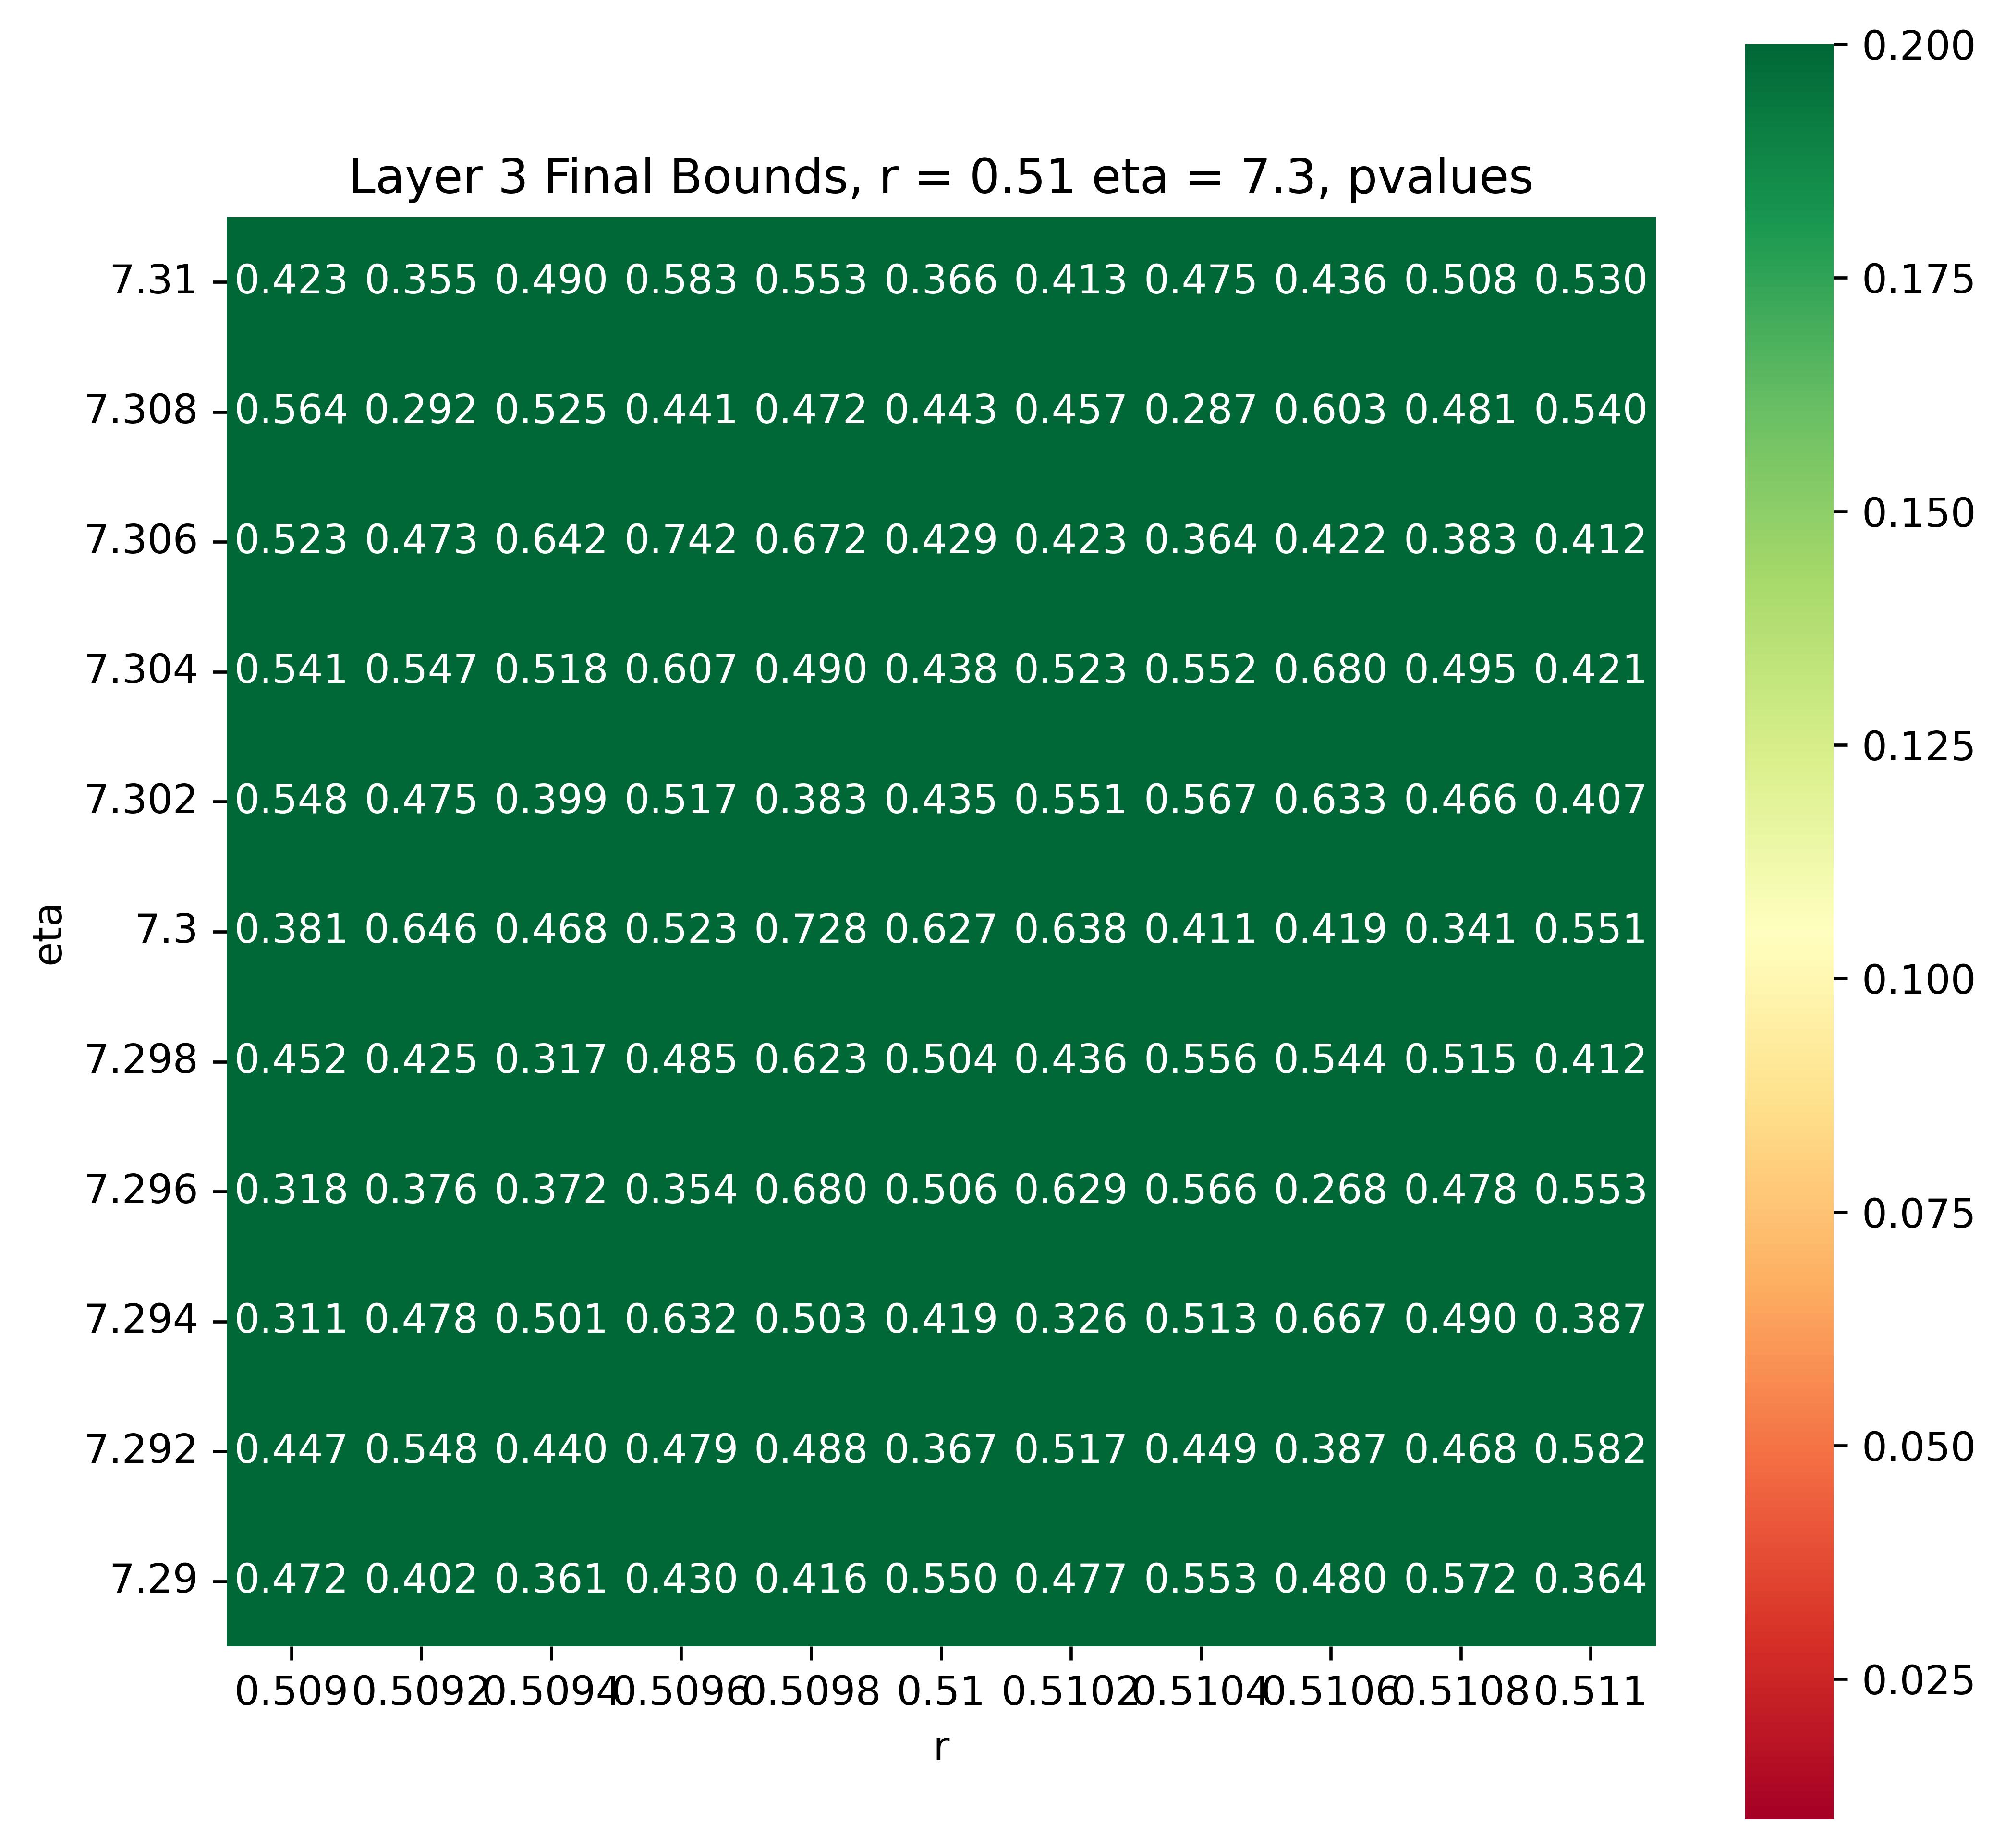 Layer 3 Final Bounds, r = 0.51 eta = 7.3, pvalues
7.31 0.423 0.355 0.490 0.583 0.553 0.366 0.413 0.475 0.436 0.508 0.530
7.308 0.564 0.292 0.525 0.441 0.472 0.443 0.457 0.287 0.603 0.481 0.540
7.306 0.523 0.473 0.642 0.742 0.672 0.429 0.423 0.364 0.422 0.383 0.412
7.304 0.541 0.547 0.518 0.607 0.490 0.438 0.523 0.552 0.680 0.495 0.421
7.302 0.548 0.475 0.399 0.517 0.383 0.435 0.551 0.567 0.633 0.466 0.407
7.3 0.381 0.646 0.468 0.523 0.728 0.627 0.638 0.411 0.419 0.341 0.551
7.298 0.452 0.425 0.317 0.485 0.623 0.504 0.436 0.556 0.544 0.515 0.412
7.296 0.318 0.376 0.372 0.354 0.680 0.506 0.629 0.566 0.268 0.478 0.553
7.294 0.311 0.478 0.501 0.632 0.503 0.419 0.326 0.513 0.667 0.490 0.387
7.292 0.447 0.548 0.440 0.479 0.488 0.367 0.517 0.449 0.387 0.468 0.582
7.29 0.472 0.402 0.361 0.430 0.416 0.550 0.477 0.553 0.480 0.572 0.364
0.509 0.5092 0.5094 0.5096 0.5098 0.51 0.5102 0.5104 0.5106 0.5108 0.511
r
eta
0.200
0.175
0.150
0.125
0.100
0.075
0.050
0.025